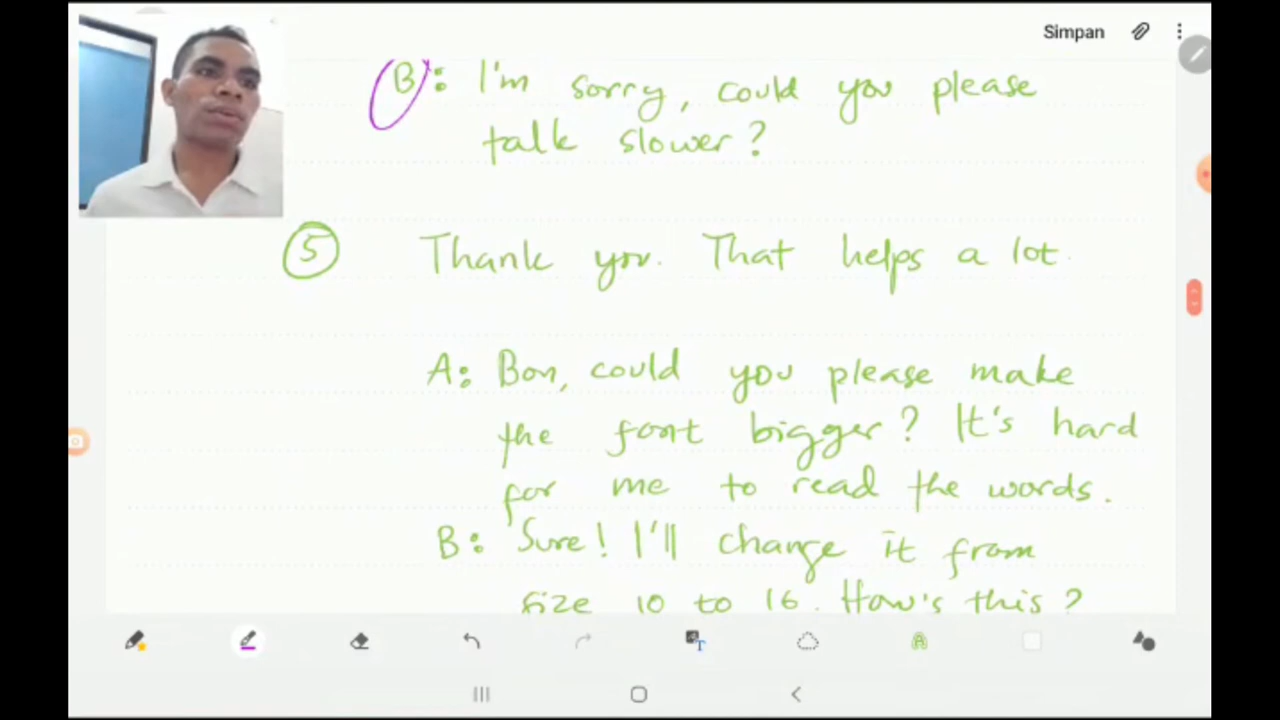 Simpan
B: I'm sorry, could you please
talk slower?
5 Thank you. That helps a lot.
A: Bon, could you please make
the font bigger? It's hard
for me to read the words.
B: Sure! I'll change it from
size 10 to 16. How's this?